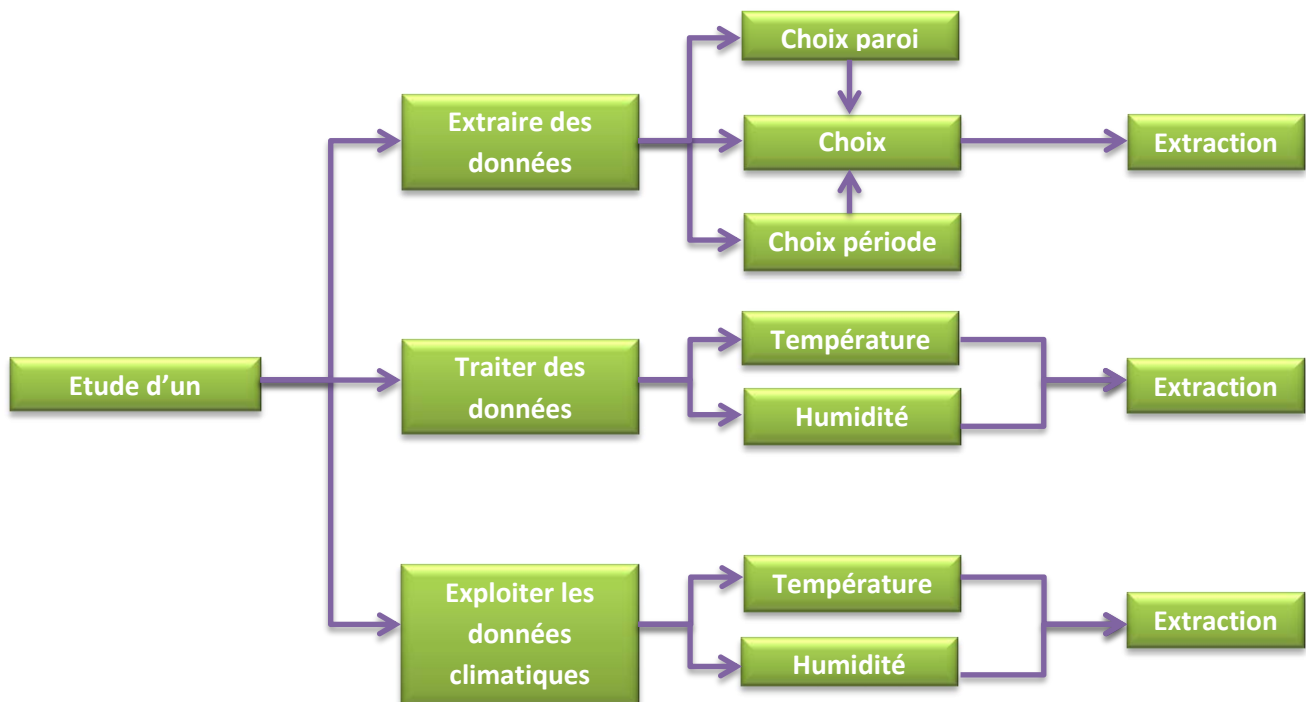 Choix paroi
Extraire des
données
Choix
Extraction
Choix période
Etude d'un
Traiter des
données
Température
Humidité
Extraction
Exploiter les
données
climatiques
Température
Humidité
Extraction